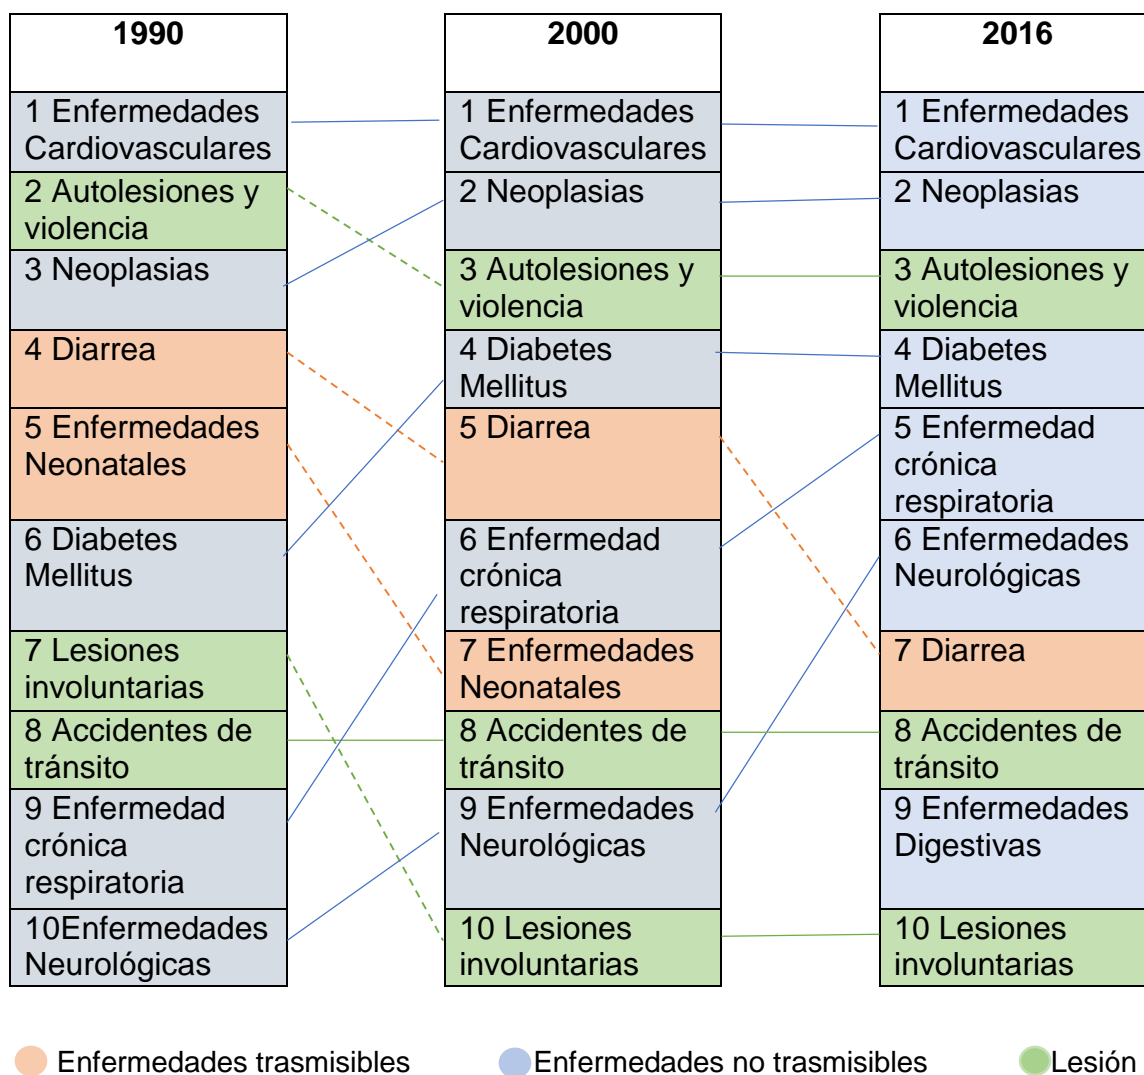 1990
1 Enfermedades
Cardiovasculares
2 Autolesiones y
violencia
3 Neoplasias
4 Diarrea
5 Enfermedades
Neonatales
6 Diabetes
Mellitus
7 Lesiones
involuntarias
8 Accidentes de
tránsito
9 Enfermedad
crónica
respiratoria
10Enfermedades
Neurológicas
2000
1 Enfermedades
Cardiovasculares
2 Neoplasias
3 Autolesiones y
violencia
4 Diabetes
Mellitus
5 Diarrea
6 Enfermedad
crónica
respiratoria
7 Enfermedades
Neonatales
8 Accidentes de
tránsito
9 Enfermedades
Neurológicas
10 Lesiones
involuntarias
2016
1 Enfermedades
Cardiovasculares
2 Neoplasias
3 Autolesiones y
violencia
4 Diabetes
Mellitus
5 Enfermedad
crónica
respiratoria
6 Enfermedades
Neurológicas
7 Diarrea
8 Accidentes de
tránsito
9 Enfermedades
Digestivas
10 Lesiones
involuntarias
Enfermedades trasmisibles
Enfermedades no trasmisibles
Lesión